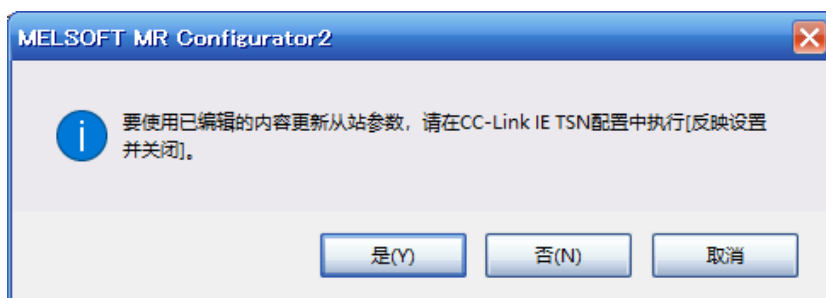 MELSOFT MR Configurator2
要使用已编辑的内容更新从站参数，请在CC-Link IE TSN配置中执行[反映设置
并关闭]。
是(Y) 否(N) 取消